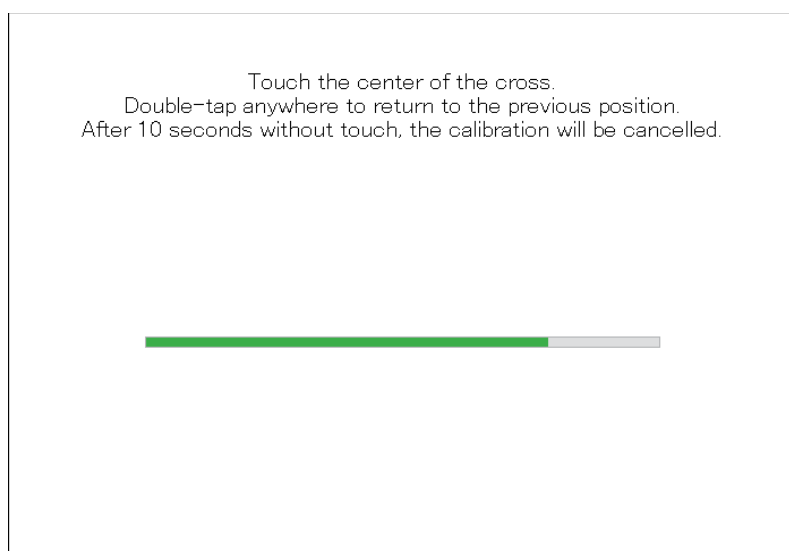 Touch the center of the cross.
Double-tap anywhere to return to the previous position.
After 10 seconds without touch, the calibration will be cancelled.